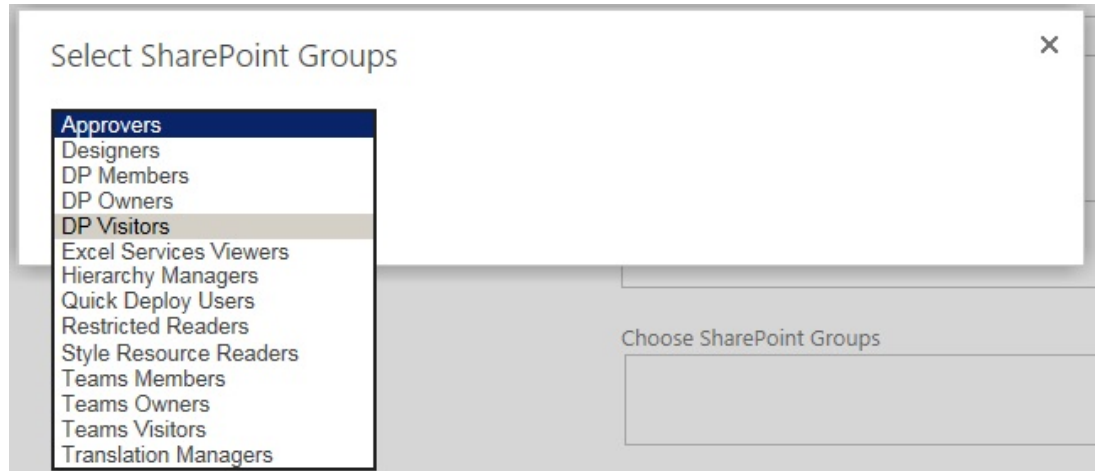 Select SharePoint Groups
Approvers
Designers
DP Members
DP Owners
DP Visitors
Excel Services Viewers
Hierarchy Managers
Quick Deploy Users
Restricted Readers
Style Resource Readers
Teams Members
Teams Owners
Teams Visitors
Translation Managers
Choose SharePoint Groups